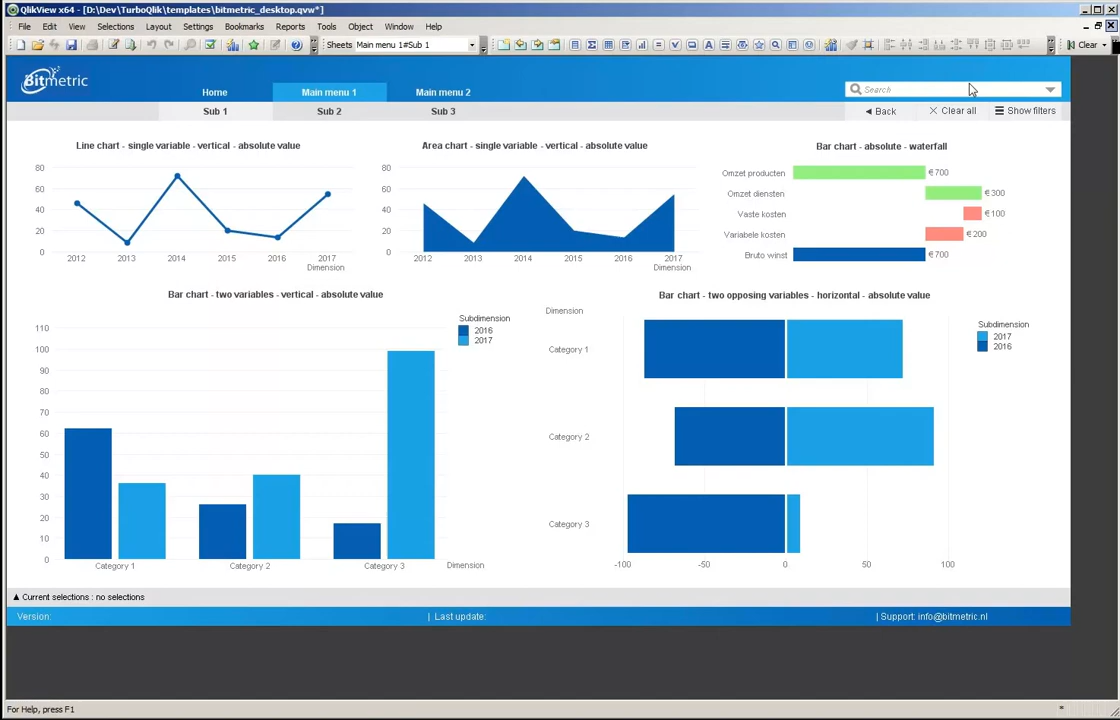 QlikView x64 - [D:\Dev\TurboQlik\templates\bitmetric_desktop.qvw*]
File Edit View Selections Layout Settings Bookmarks Reports Tools Object Window Help
Sheets Main menu 1#Sub 1 Clear
Bitmetric
Home Main menu 1 Main menu 2 Search
Sub 1 Sub 2 Sub 3 Back Clear all Show filters
Line chart - single variable - vertical - absolute value
80
60
40
20
0
2012 2013 2014 2015 2016 2017
Dimension
Area chart - single variable - vertical - absolute value
80
60
40
20
0
2012 2013 2014 2015 2016 2017
Dimension
Bar chart - absolute - waterfall
Omzet producten € 700
Omzet diensten € 300
Vaste kosten € 100
Variabele kosten € 200
Bruto winst € 700
Bar chart - two variables - vertical - absolute value
Subdimension
2016
2017
110
100
90
80
70
60
50
40
30
20
10
0
Category 1 Category 2 Category 3 Dimension
Bar chart - two opposing variables - horizontal - absolute value
Dimension
Subdimension
2017
2016
Category 1
Category 2
Category 3
-100 -50 0 50 100
Current selections : no selections
Version: | Last update: | Support: info@bitmetric.nl
For Help, press F1